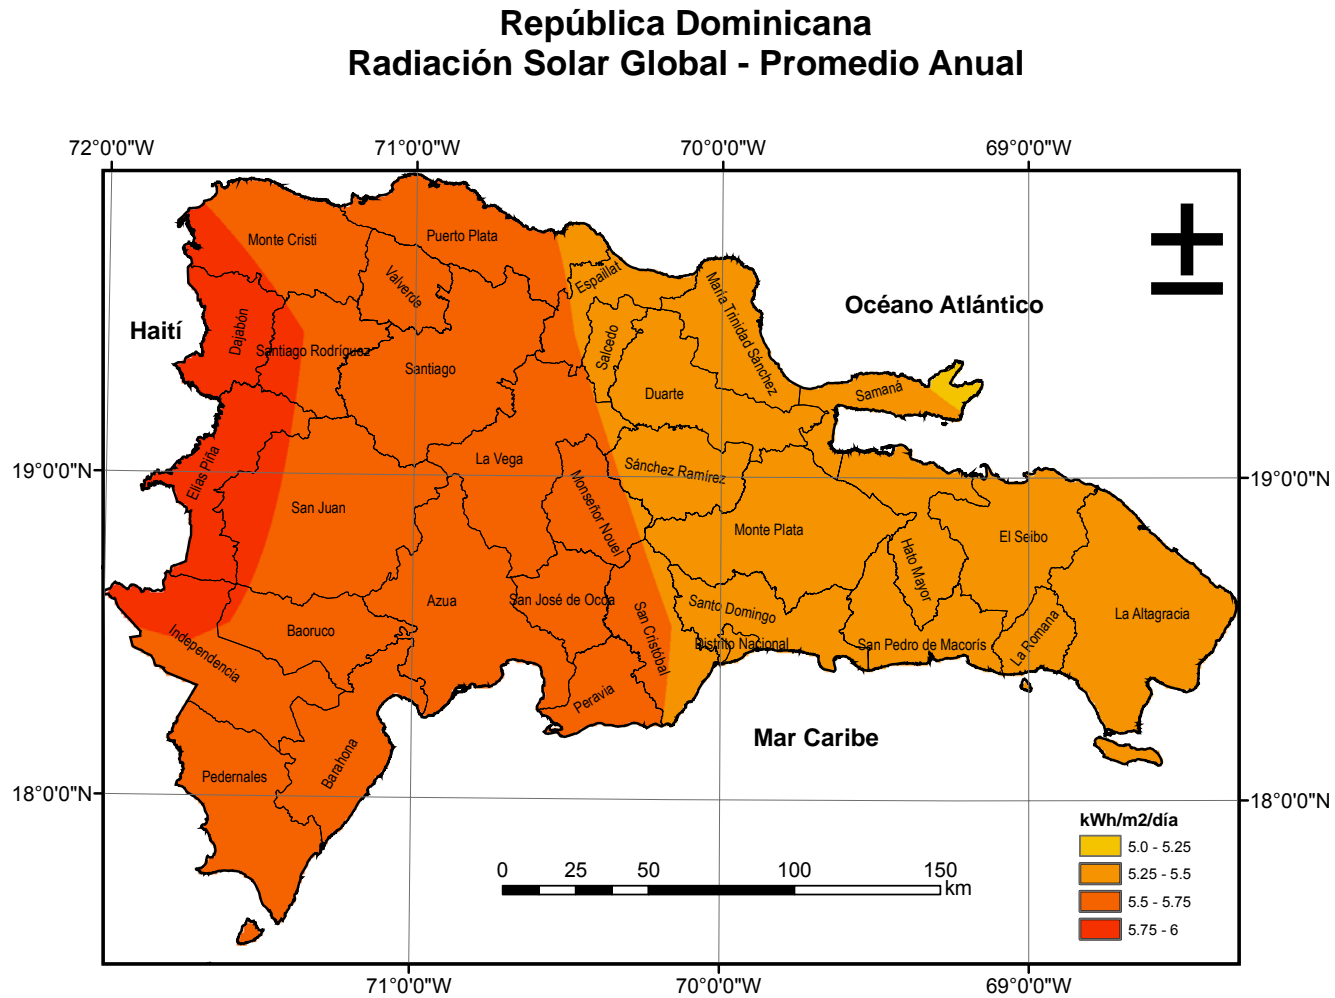 República Dominicana
Radiación Solar Global - Promedio Anual
72°0'0"W
71°0'0"W
70°0'0"W
69°0'0"W
Monte Cristi
Puerto Plata
Valverde
Espaillat
María Trinidad Sánchez
Océano Atlántico
Haití
Dajabón
Santiago Rodríguez
Santiago
Salcedo
Duarte
Samaná
19°0'0"N
19°0'0"N
Elias Piña
La Vega
Sánchez Ramírez
San Juan
Monseñor Nouel
Monte Plata
Hato Mayor
El Seibo
Azua
San José de Ocoa
Santo Domingo
La Altagracia
Independencia
Baoruco
San Cristóbal
Distrito Nacional
San Pedro de Macorís
La Romana
Peravia
Mar Caribe
Barahona
Pedernales
18°0'0"N
18°0'0"N
kWh/m2/día
5.0 - 5.25
5.25 - 5.5
5.5 - 5.75
5.75 - 6
0 25 50 100 150
km
71°0'0"W
70°0'0"W
69°0'0"W